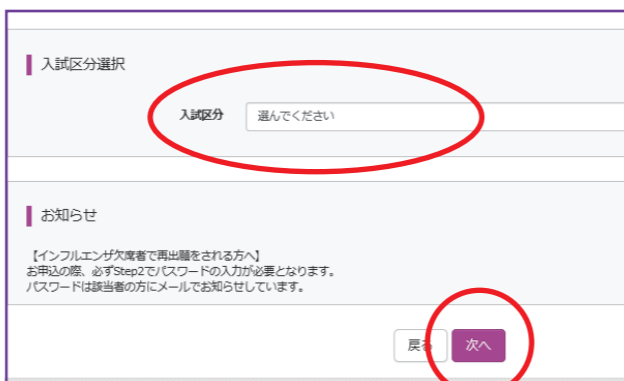 入試区分選択
入試区分 選んでください
お知らせ
【インフルエンザ欠席者で再出願をされる方へ】
お申込の際、必ずStep2でパスワードの入力が必要となります。
パスワードは該当者の方にメールでお知らせしています。
戻る 次へ